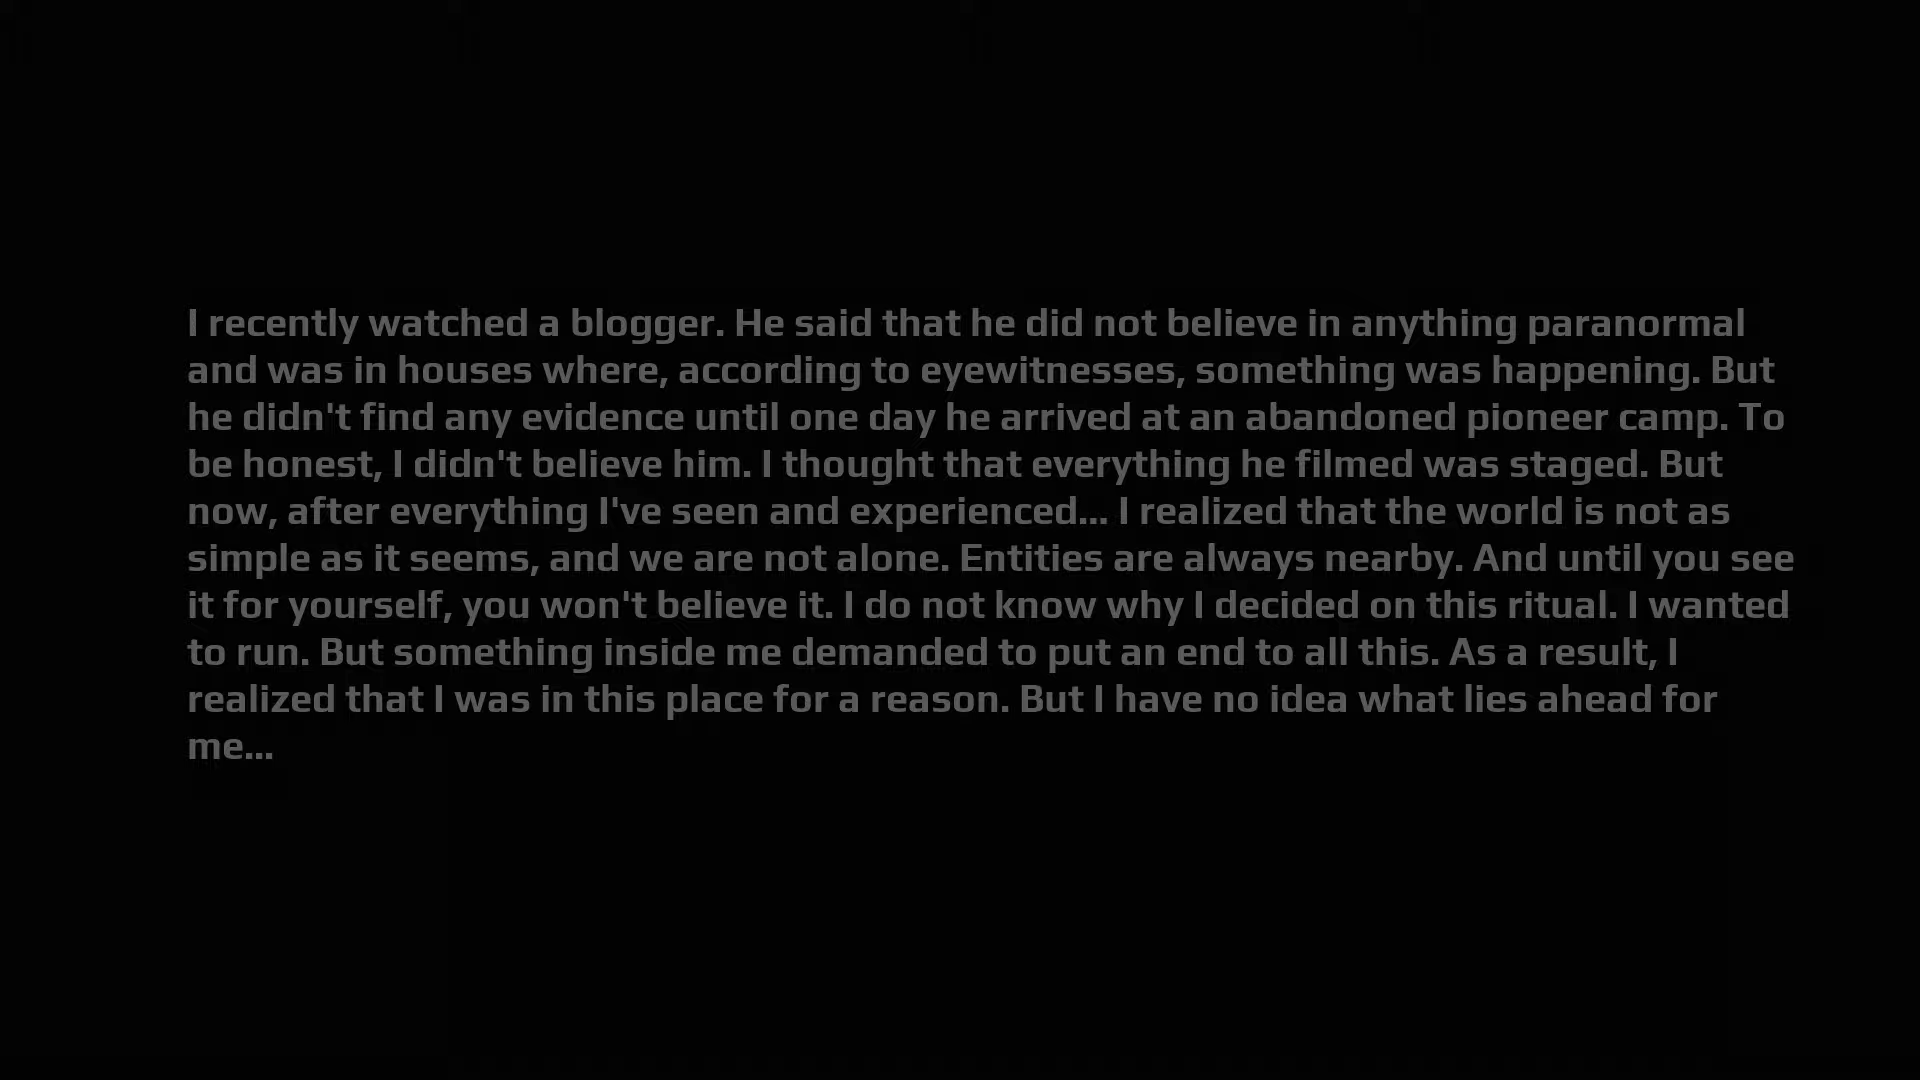 I recently watched a blogger. He said that he did not believe in anything paranormal
and was in houses where, according to eyewitnesses, something was happening. But
he didn't find any evidence until one day he arrived at an abandoned pioneer camp. To
be honest, I didn't believe him. I thought that everything he filmed was staged. But
now, after everything I've seen and experienced... I realized that the world is not as
simple as it seems, and we are not alone. Entities are always nearby. And until you see
it for yourself, you won't believe it. I do not know why I decided on this ritual. I wanted
to run. But something inside me demanded to put an end to all this. As a result, I
realized that I was in this place for a reason. But I have no idea what lies ahead for
me...